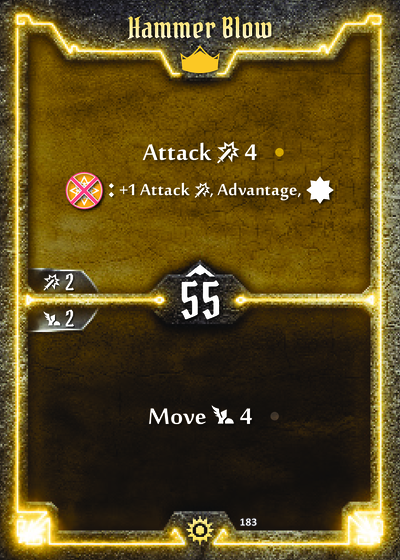 Hammer Blow
Attack 4
: +1 Attack , Advantage,
2
55
2
Move 4
183